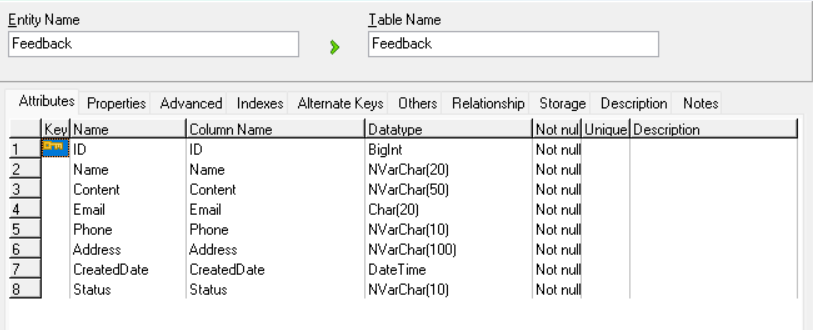 Entity Name Table Name
Feedback Feedback
Attributes Properties Advanced Indexes Alternate Keys Others Relationship Storage Description Notes
Key Name Column Name Datatype Not nul Unique Description
1 ID ID BigInt Not null
2 Name Name NVarChar(20) Not null
3 Content Content NVarChar(50) Not null
4 Email Email Char(20) Not null
5 Phone Phone NVarChar(10) Not null
6 Address Address NVarChar(100) Not null
7 CreatedDate CreatedDate DateTime Not null
8 Status Status NVarChar(10) Not null